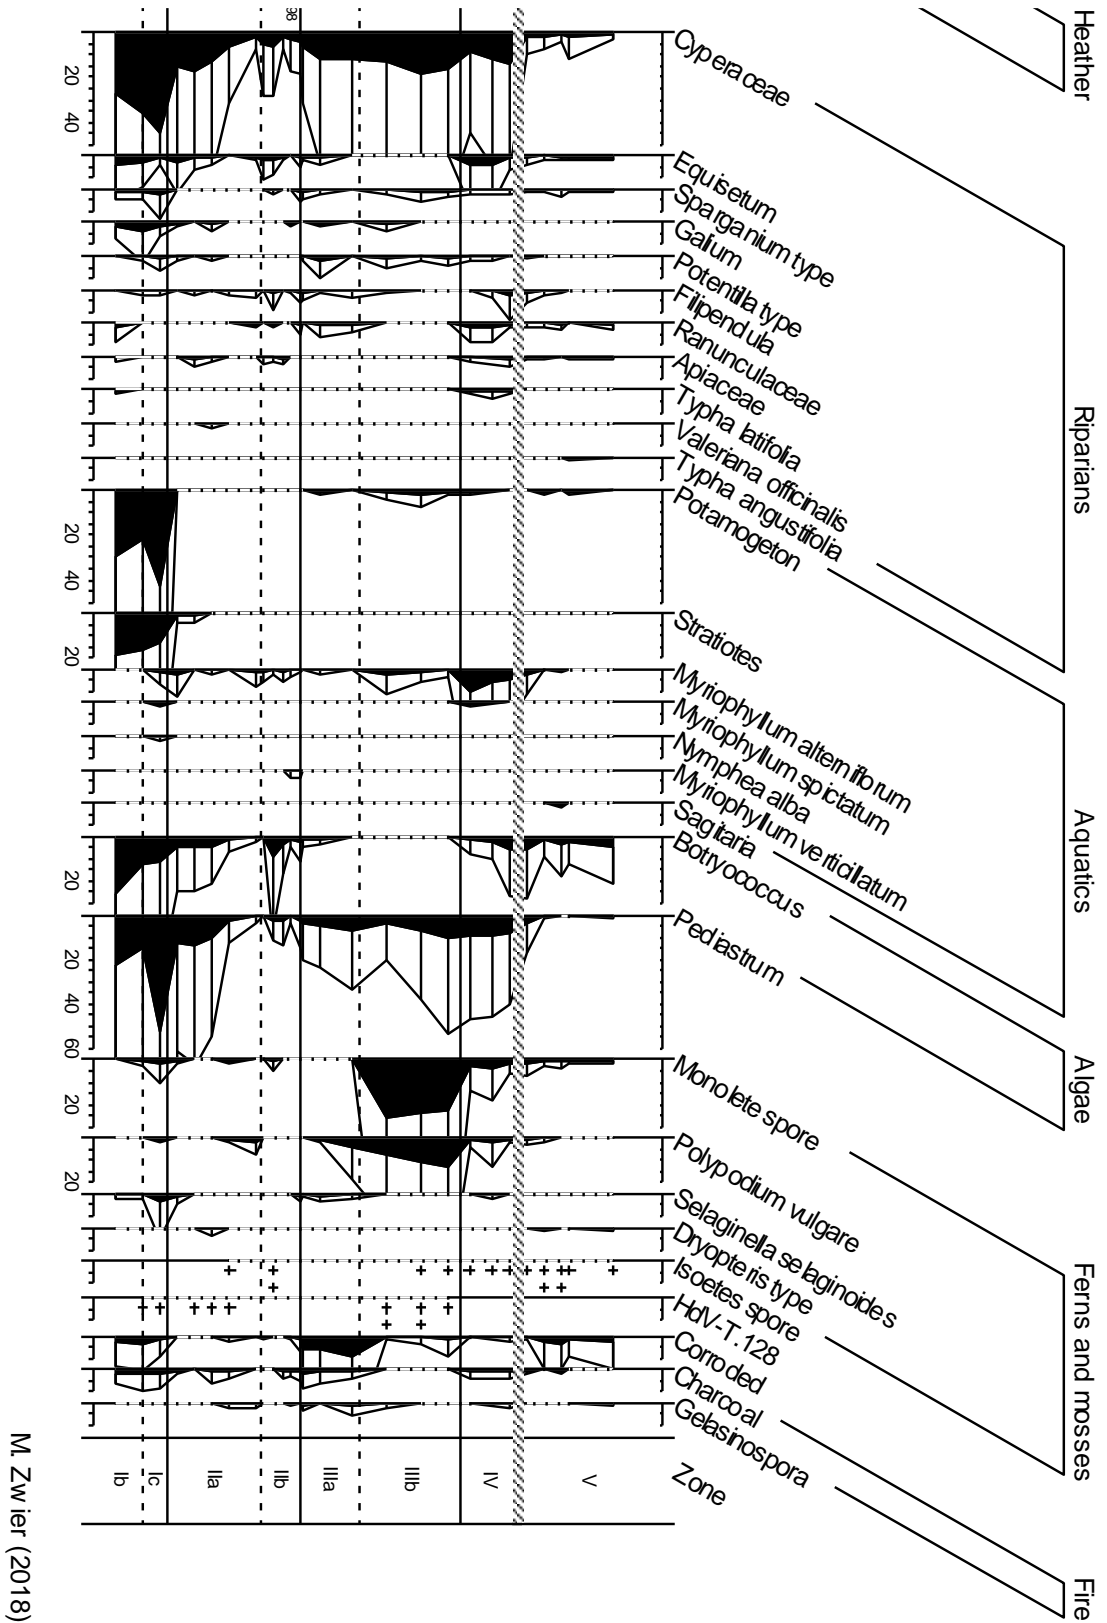 Heather
Riparians
Aquatics
Algae
Ferns and mosses
Fire
Cyperaceae
Equisetum
Sparganium type
Galium
Potentilla type
Filipendula
Ranunculaceae
Apiaceae
Typha latifolia
Valeriana officinalis
Typha angustifolia
Potamogeton
Stratiotes
Myriophyllum alterniflorum
Myriophyllum spictatum
Nymphea alba
Myriophyllum verticillatum
Sagitaria
Botryococcus
Pediastrum
Monolete spore
Polypodium vulgare
Selaginella selaginoides
Dryopteris type
Isoetes spore
HdV-T.128
Corroded
Charcoal
Gelasinospora
Zone
V
IV
IIIb
IIIa
IIb
IIa
Ic
Ib
98
20
40
20
40
20
20
20
40
60
20
20
M. Zwier (2018)